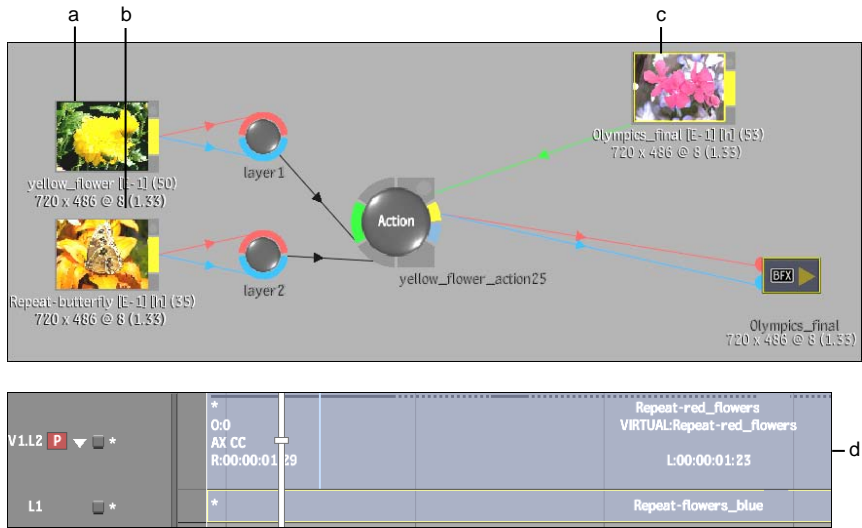 a
b
c
yellow_flower [E-1] (50)
720 x 486 @ 8 (1.33)
layer1
Repeat-butterfly [E-1] [h] (35)
720 x 486 @ 8 (1.33)
layer2
Action
yellow_flower_action25
Olympics_final [E-1] [h] (53)
720 x 486 @ 8 (1.33)
BFX
Olympics_final
720 x 486 @ 8 (1.33)
V1.L2 P *
*
O:0
AX CC
R:00:00:01:29
Repeat-red_flowers
VIRTUAL:Repeat-red_flowers
L:00:00:01:23
d
L1 *
*
Repeat-flowers_blue